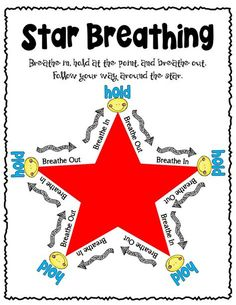 Star Breathing
Breathe in, hold at the point, and breathe out.
Follow your way around the star.
hold
Breathe In
Breathe Out
hold
Breathe In
Breathe Out
hold
Breathe In
Breathe Out
hold
Breathe In
Breathe Out
hold
Breathe In
Breathe Out